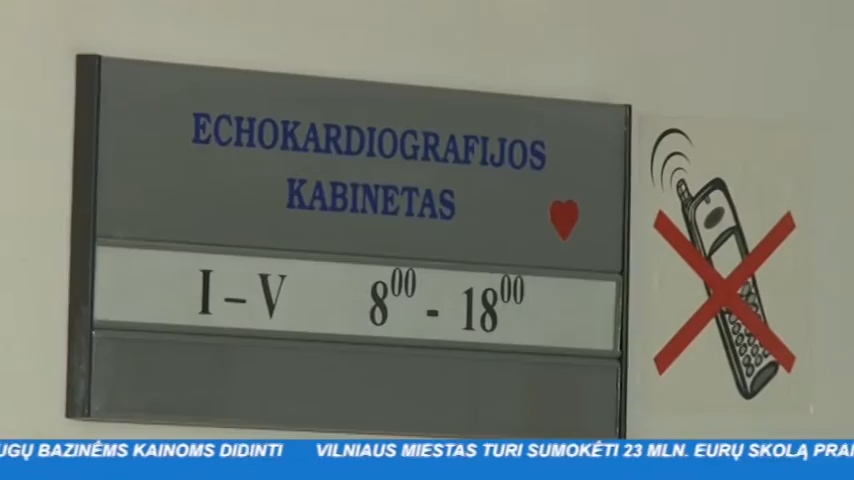 ECHOKARDIOGRAFIJOS
KABINETAS
I – V 8⁰⁰ - 18⁰⁰
BAZINĖMS KAINOMS DIDINTI VILNIAUS MIESTAS TURI SUMOKĖTI 23 MLN. EURŲ SKOLĄ